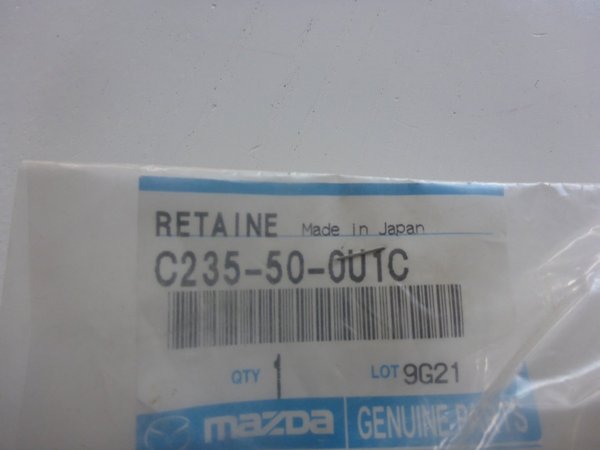 RETAINE Made in Japan
C235-50-0U1C
QTY 1 LOT 9G21
mazda GENUINE PARTS